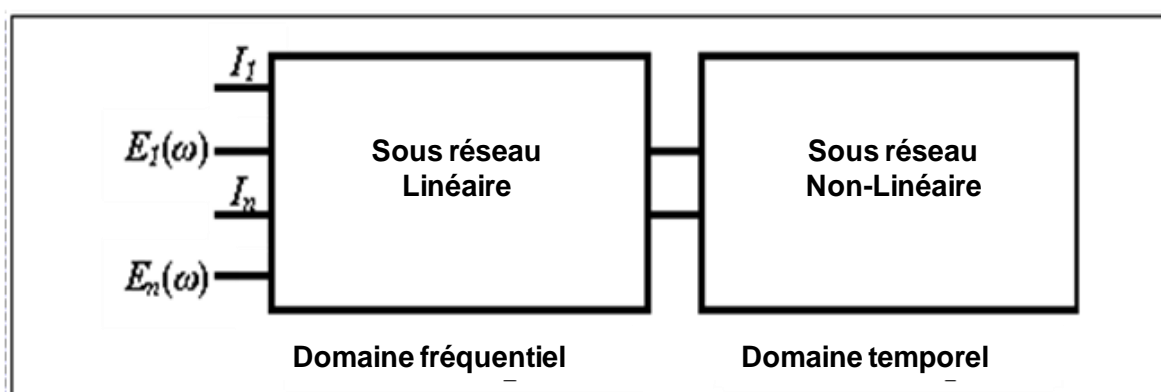 I₁
E₁(ω)
Iₙ
Eₙ(ω)
Sous réseau
Linéaire
Sous réseau
Non-Linéaire
Domaine fréquentiel
Domaine temporel